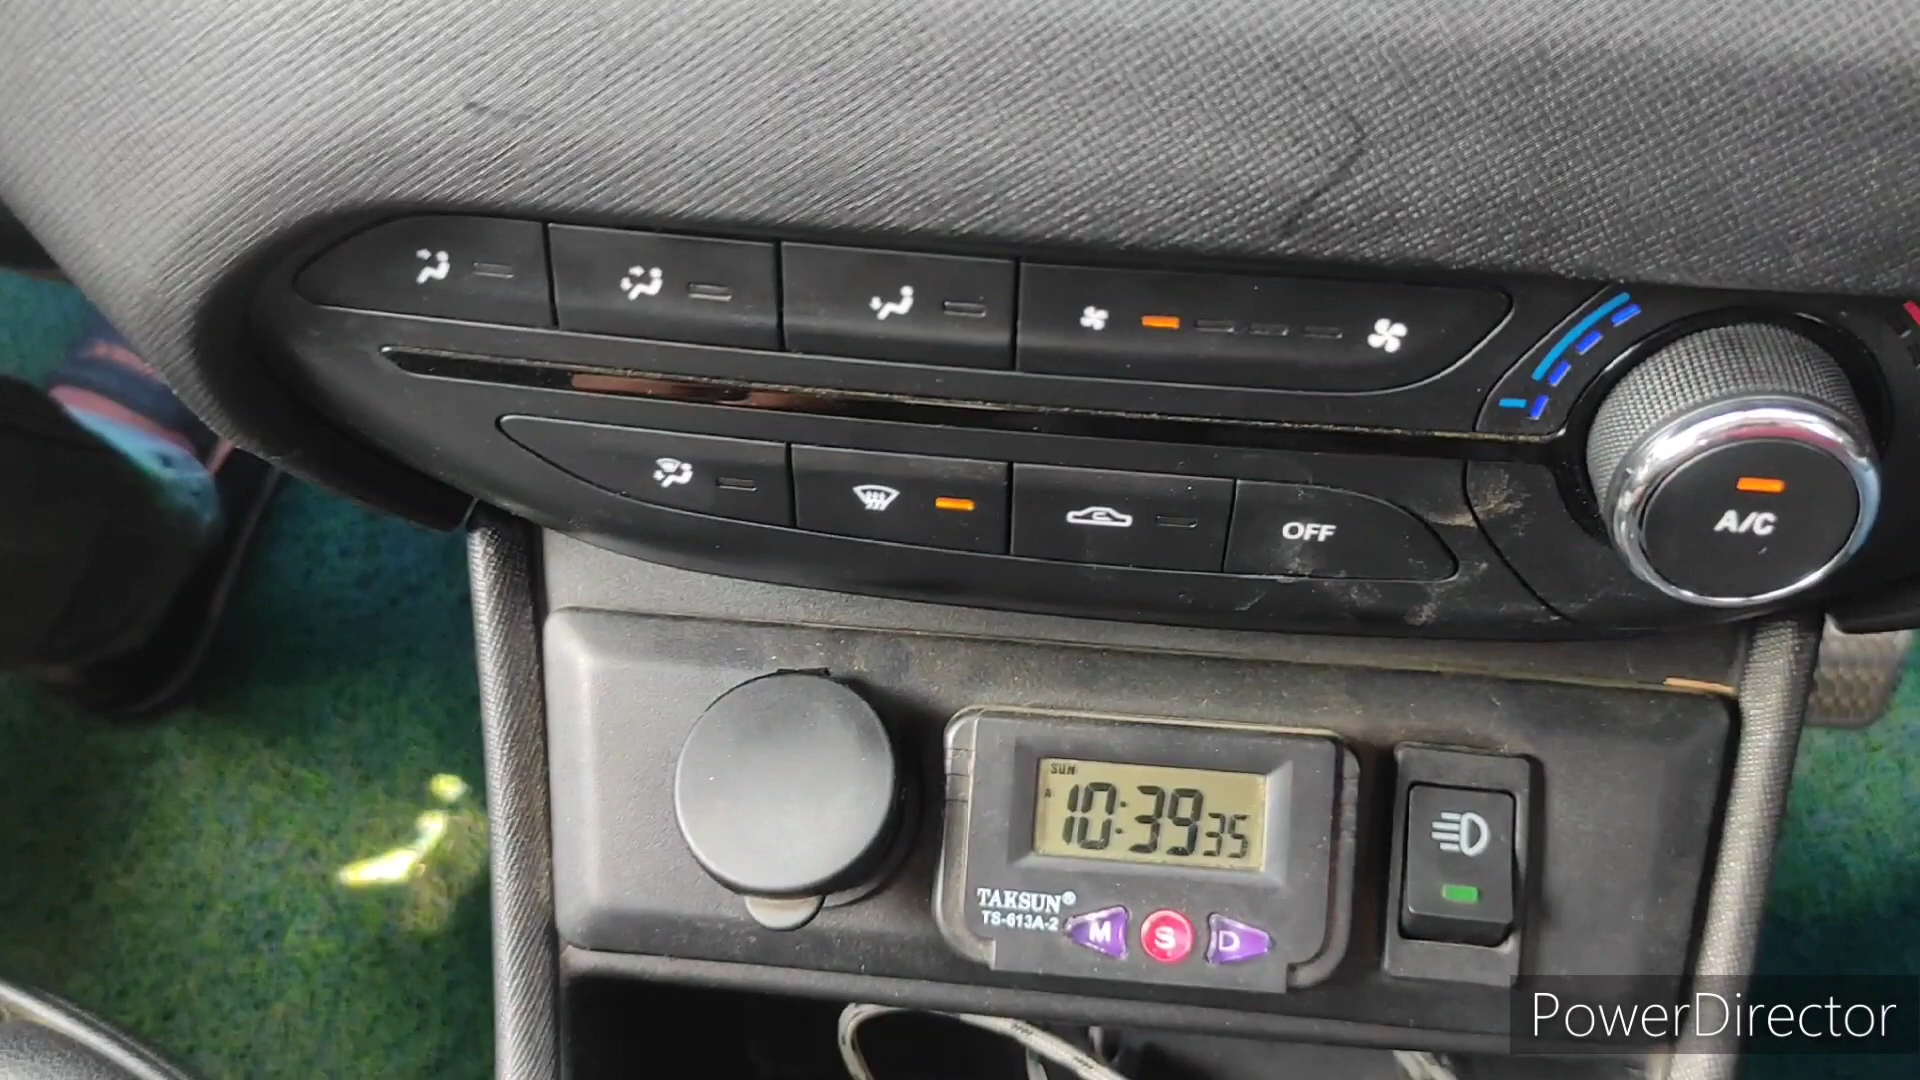 OFF
A/C
SUN
A
10:39 35
TAKSUN®
TS-613A-2
M S D
PowerDirector